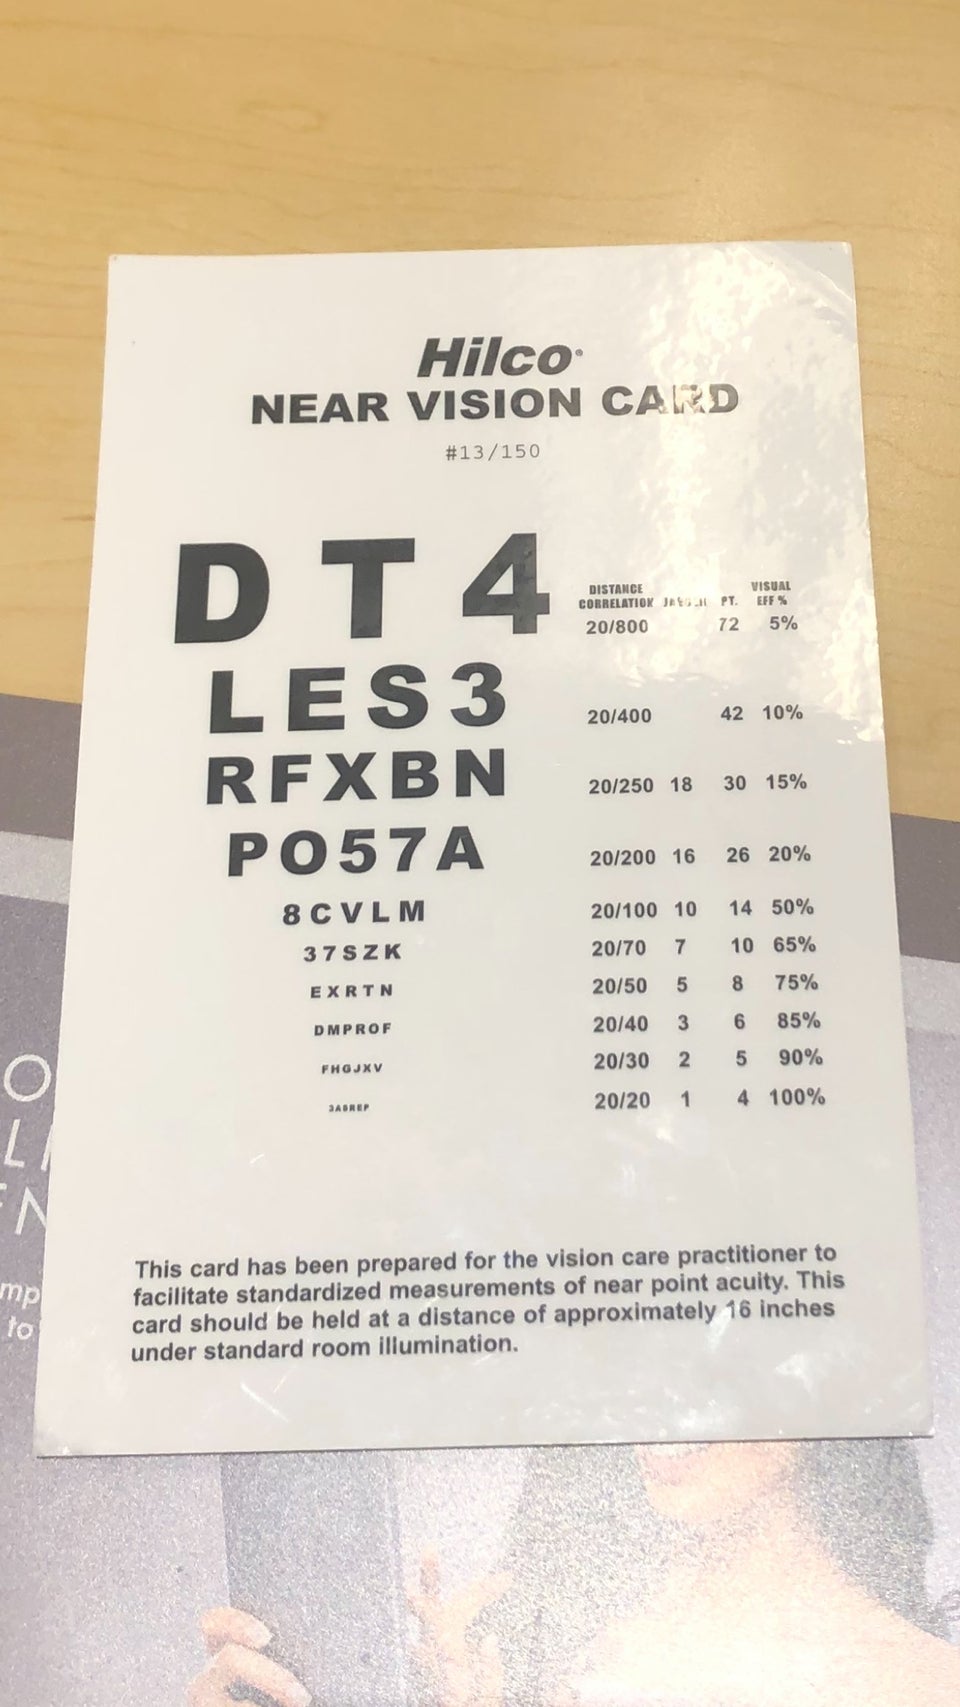 Hilco®
NEAR VISION CARD
#13/150
D T 4
DISTANCE CORRELATION PT. VISUAL EFF %
20/800 72 5%
LES3 20/400 42 10%
RFXBN 20/250 18 30 15%
PO57A 20/200 16 26 20%
8CVLM 20/100 10 14 50%
37SZK 20/70 7 10 65%
EXRTN 20/50 5 8 75%
DMPROF 20/40 3 6 85%
FHGJXV 20/30 2 5 90%
20/20 1 4 100%
This card has been prepared for the vision care practitioner to
facilitate standardized measurements of near point acuity. This
card should be held at a distance of approximately 16 inches
under standard room illumination.
to